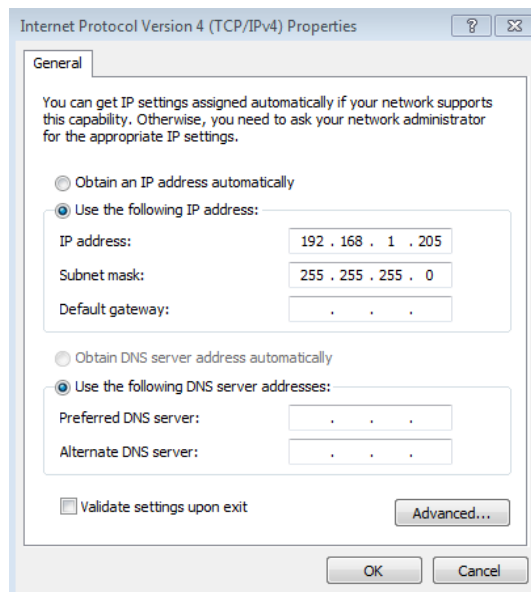 Internet Protocol Version 4 (TCP/IPv4) Properties
General
You can get IP settings assigned automatically if your network supports
this capability. Otherwise, you need to ask your network administrator
for the appropriate IP settings.
Obtain an IP address automatically
Use the following IP address:
IP address: 192 . 168 . 1 . 205
Subnet mask: 255 . 255 . 255 . 0
Default gateway: . . .
Obtain DNS server address automatically
Use the following DNS server addresses:
Preferred DNS server: . . .
Alternate DNS server: . . .
Validate settings upon exit
Advanced...
OK Cancel